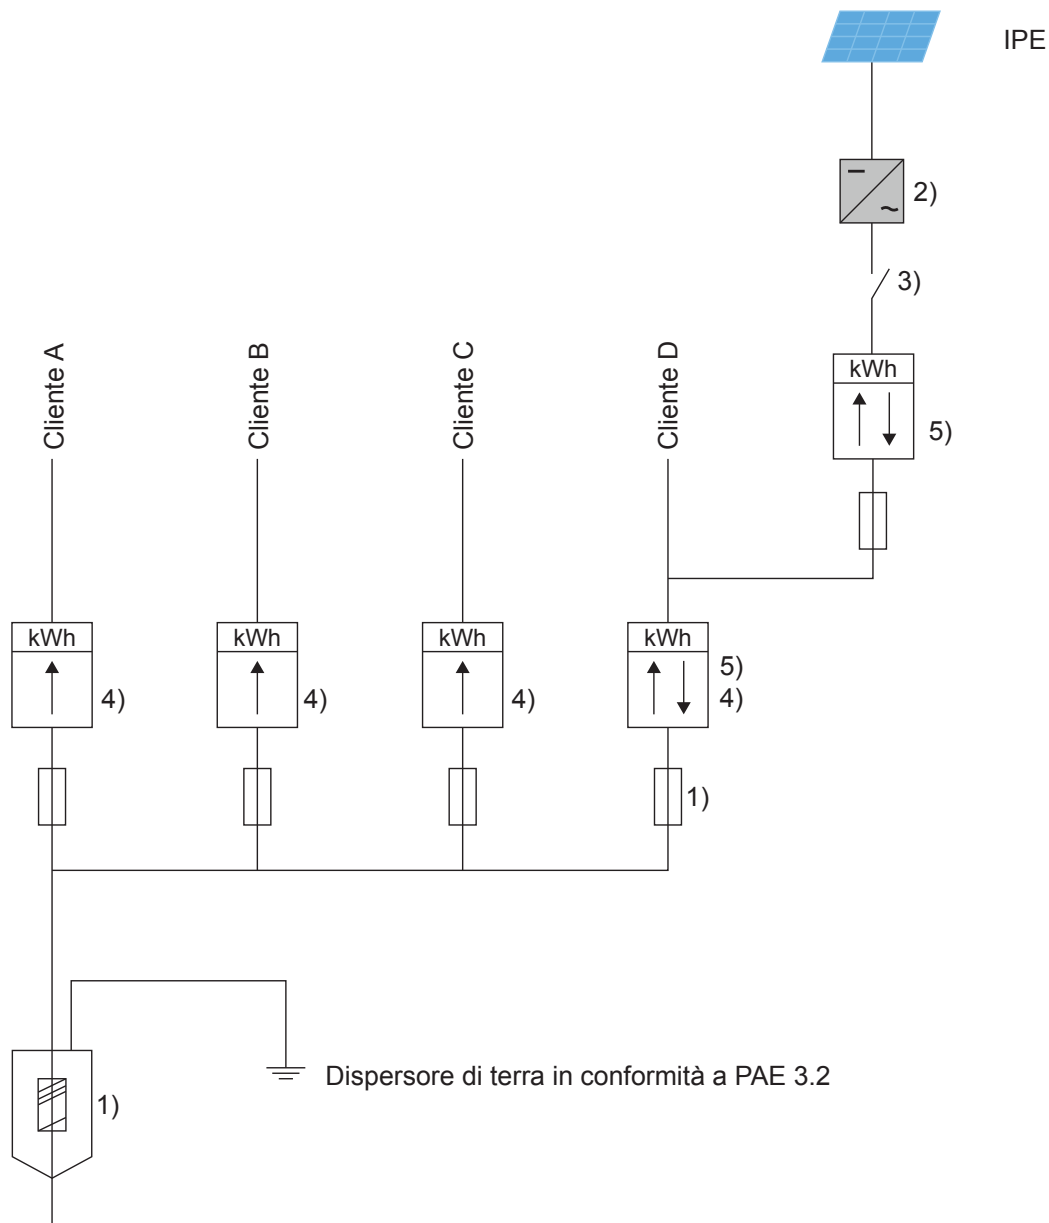 IPE
2)
3)
kWh
5)
Cliente A
Cliente B
Cliente C
Cliente D
kWh
4)
kWh
4)
kWh
4)
kWh
5)
4)
1)
Dispersore di terra in conformità a PAE 3.2
1)